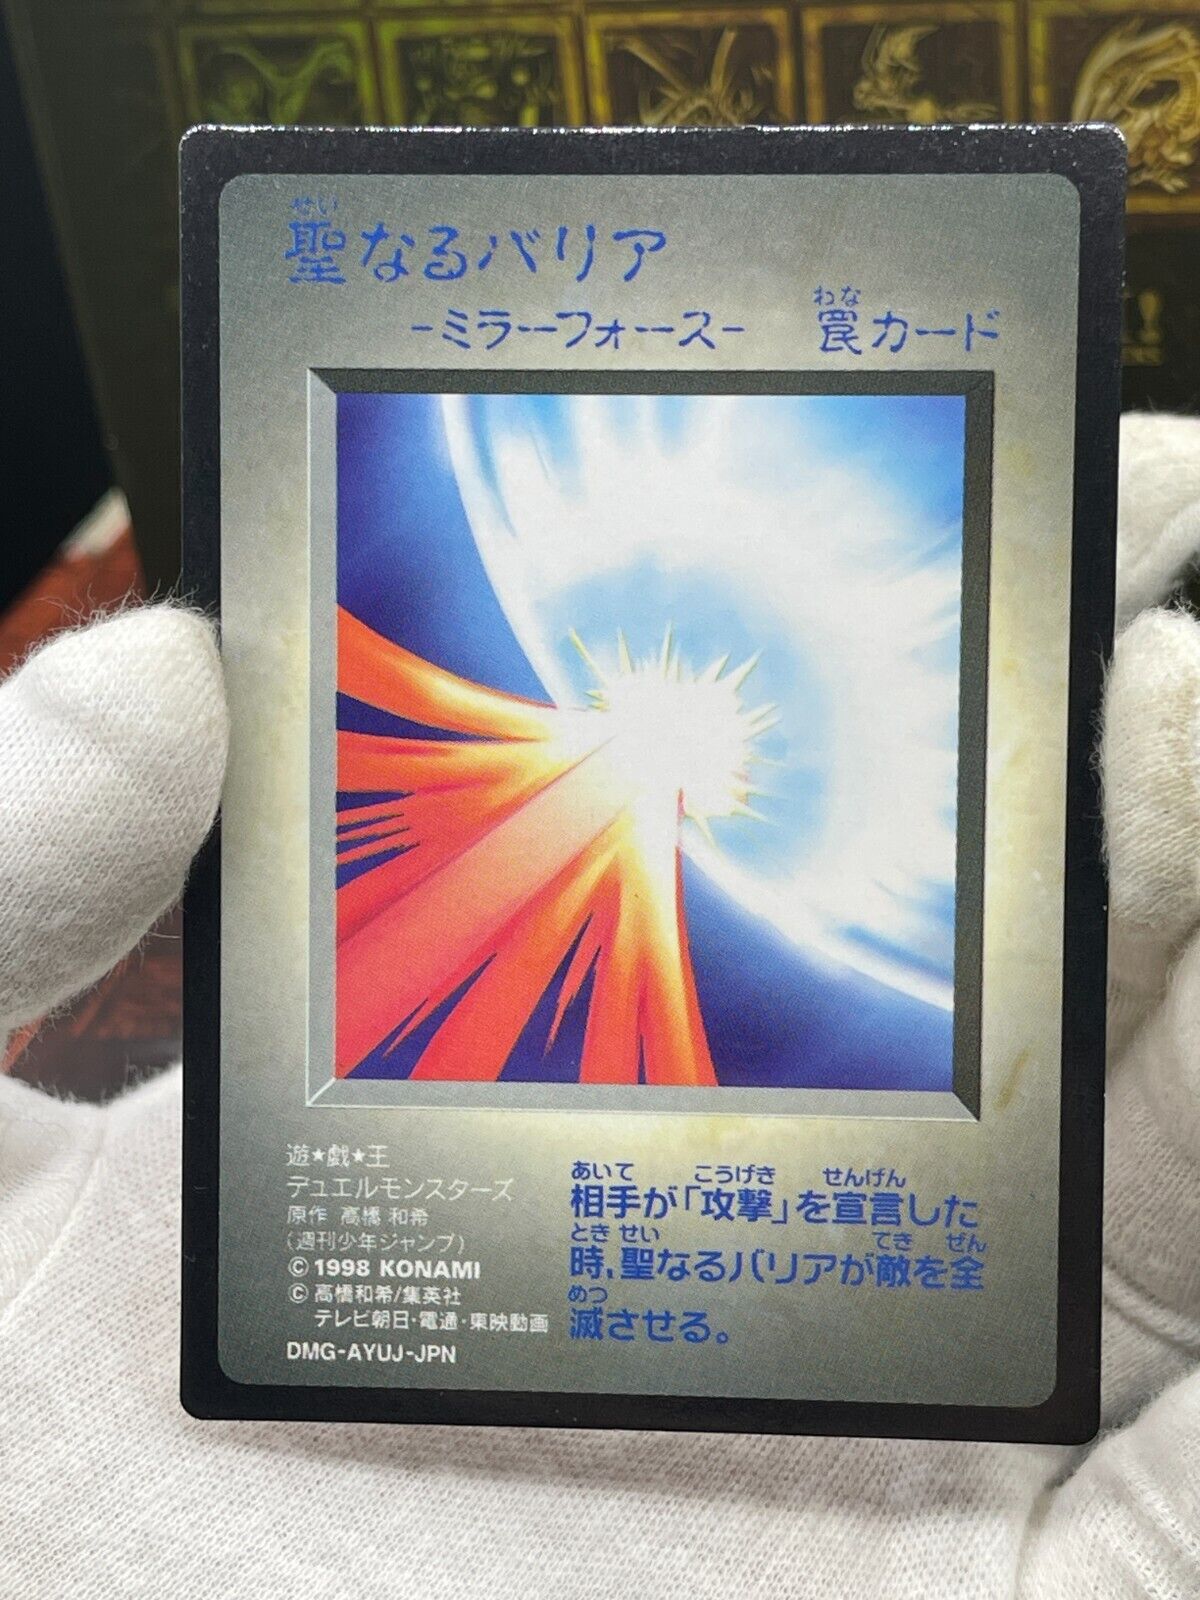 せい
聖なるバリア
-ミラーフォース-
わな
罠カード
遊★戯★王
デュエルモンスターズ
原作 高橋 和希
(週刊少年ジャンプ)
© 1998 KONAMI
© 高橋和希/集英社
テレビ朝日・電通・東映動画
DMG-AYUJ-JPN
あいて こうげき せんげん
相手が「攻撃」を宣言した
とき せい てき ぜん
時、聖なるバリアが敵を全
めつ
滅させる。